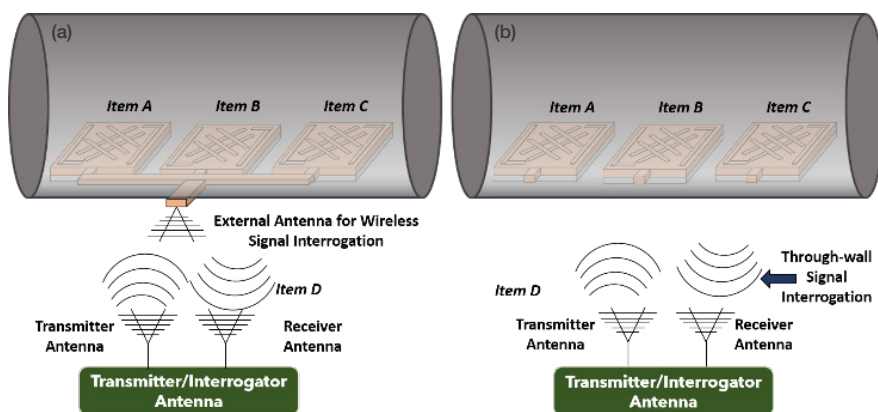 (a)
Item A
Item B
Item C
External Antenna for Wireless
Signal Interrogation
Item D
Transmitter
Antenna
Receiver
Antenna
Transmitter/Interrogator
Antenna
(b)
Item A
Item B
Item C
Through-wall
Signal
Interrogation
Item D
Transmitter
Antenna
Receiver
Antenna
Transmitter/Interrogator
Antenna